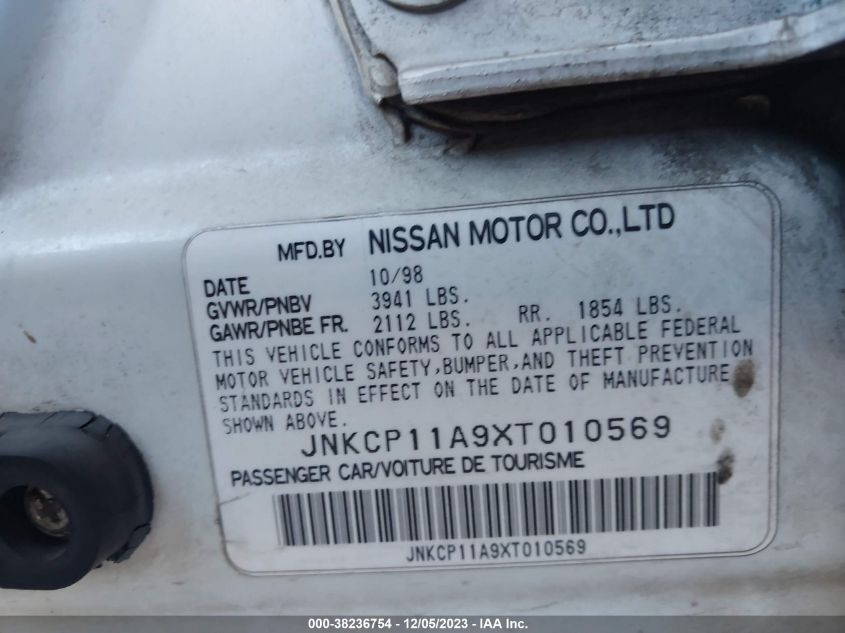 MFD.BY NISSAN MOTOR CO.,LTD
DATE 10/98
GVWR/PNBV 3941 LBS.
GAWR/PNBE FR. 2112 LBS. RR. 1854 LBS.
THIS VEHICLE CONFORMS TO ALL APPLICABLE FEDERAL
MOTOR VEHICLE SAFETY,BUMPER,AND THEFT PREVENTION
STANDARDS IN EFFECT ON THE DATE OF MANUFACTURE
SHOWN ABOVE.
JNKCP11A9XT010569
PASSENGER CAR/VOITURE DE TOURISME
JNKCP11A9XT010569
000-38236754 - 12/05/2023 - IAA Inc.